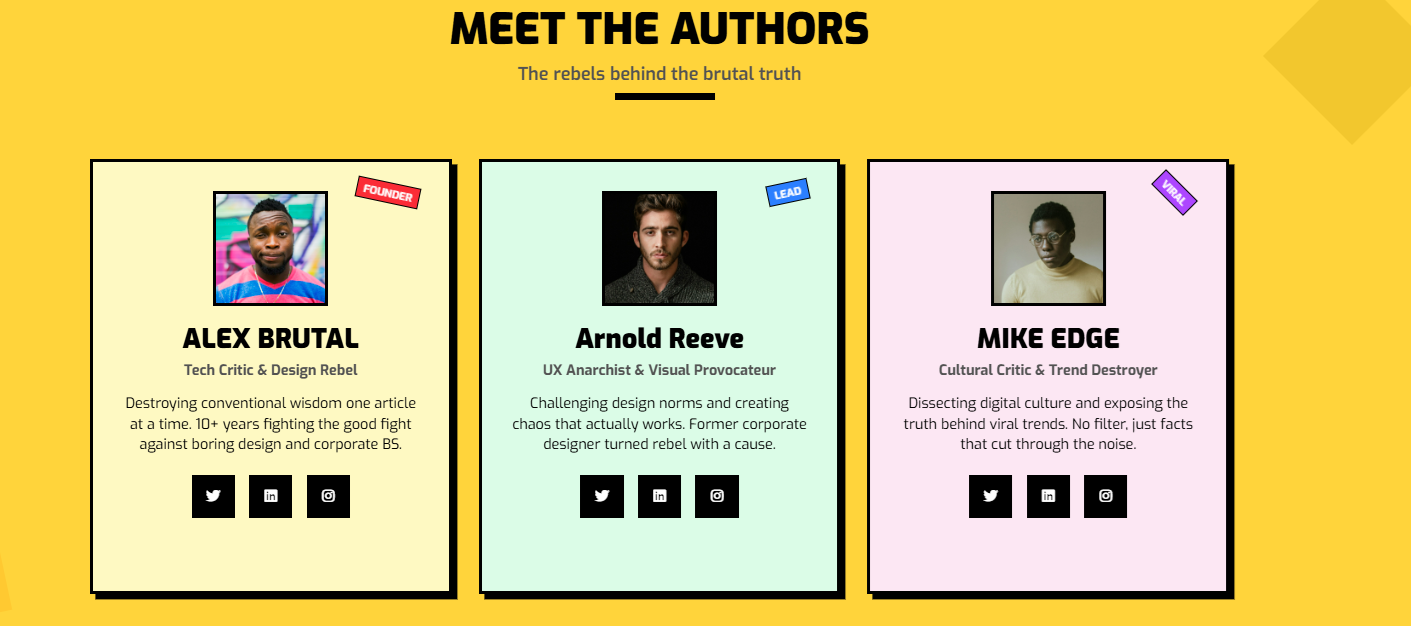 MEET THE AUTHORS
The rebels behind the brutal truth
FOUNDER
ALEX BRUTAL
Tech Critic & Design Rebel
Destroying conventional wisdom one article
at a time. 10+ years fighting the good fight
against boring design and corporate BS.
LEAD
Arnold Reeve
UX Anarchist & Visual Provocateur
Challenging design norms and creating
chaos that actually works. Former corporate
designer turned rebel with a cause.
VIRAL
MIKE EDGE
Cultural Critic & Trend Destroyer
Dissecting digital culture and exposing the
truth behind viral trends. No filter, just facts
that cut through the noise.